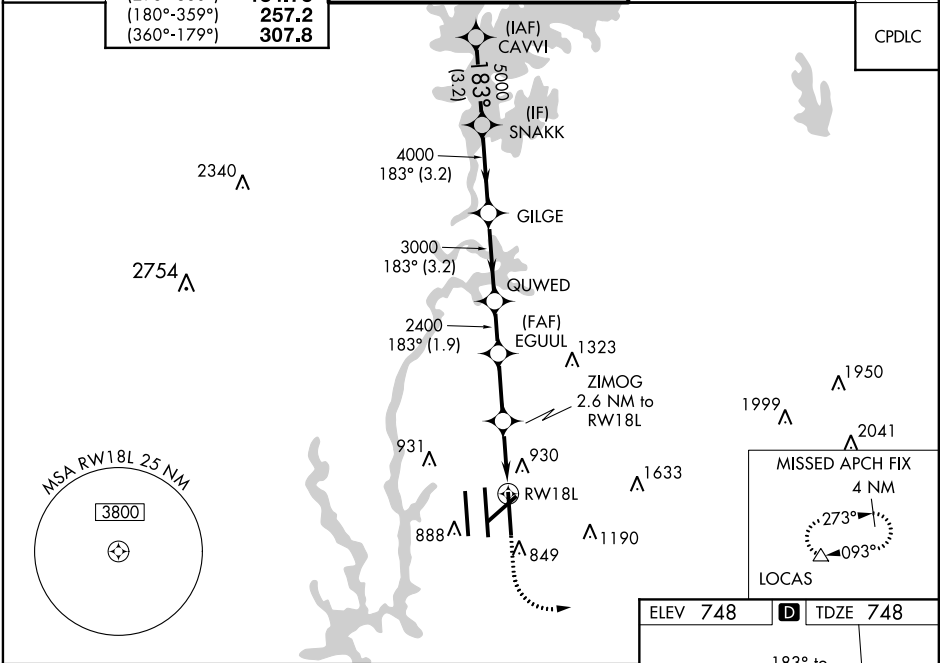 (180°-359°) 257.2
(360°-179°) 307.8
CPDLC
(IAF)
CAVVI
5000
183°
(3.2)
(IF)
SNAKK
4000
183° (3.2)
2340
GILGE
3000
183° (3.2)
2754
QUWED
2400
183° (1.9)
(FAF)
EGUUL
1323
ZIMOG
2.6 NM to
RW18L
1950
1999
2041
931
930
1633
RW18L
888
849
1190
MSA RW18L 25 NM
3800
MISSED APCH FIX
4 NM
273°
093°
LOCAS
ELEV 748 D TDZE 748